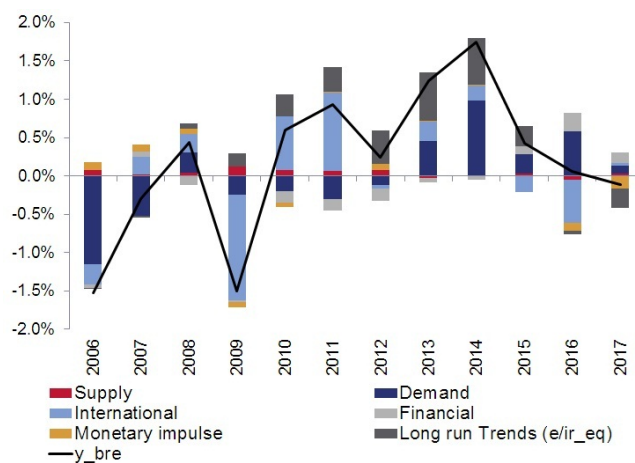 2.0%
1.5%
1.0%
0.5%
0.0%
-0.5%
-1.0%
-1.5%
-2.0%
2006 2007 2008 2009 2010 2011 2012 2013 2014 2015 2016 2017
Supply Demand
International Financial
Monetary impulse Long run Trends (e/ir_eq)
y_bre